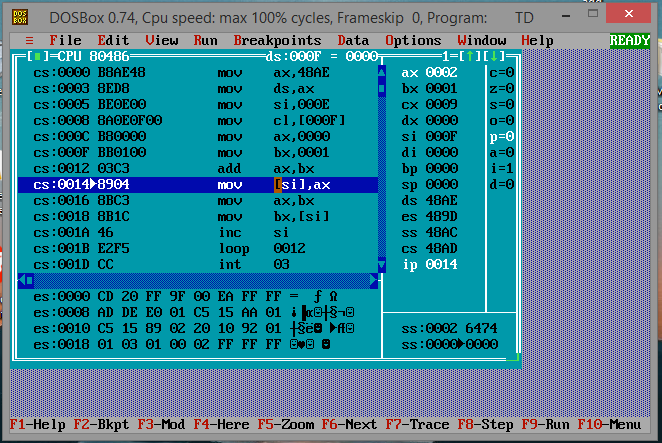 DOSBox 0.74, Cpu speed: max 100% cycles, Frameskip 0, Program: TD
≡ File Edit View Run Breakpoints Data Options Window Help READY
[■]=CPU 80486 ds:000F = 0000 1=[↑][↓]
cs:0000 B8AE48 mov ax,48AE ax 0002 c=0
cs:0003 8ED8 mov ds,ax bx 0001 z=0
cs:0005 BE0E00 mov si,000E cx 0009 s=0
cs:0008 8A0E0F00 mov cl,[000F] dx 0000 o=0
cs:000C B80000 mov ax,0000 si 000F p=0
cs:000F BB0100 mov bx,0001 di 0000 a=0
cs:0012 03C3 add ax,bx bp 0000 i=1
cs:0014►8904 mov [si],ax sp 0000 d=0
cs:0016 8BC3 mov ax,bx ds 48AE
cs:0018 8B1C mov bx,[si] es 489D
cs:001A 46 inc si ss 48AC
cs:001B E2F5 loop 0012 cs 48AD
cs:001D CC int 03 ip 0014
es:0000 CD 20 FF 9F 00 EA FF FF = ƒ Ω
es:0008 AD DE E0 01 C5 15 AA 01
es:0010 C5 15 89 02 20 10 92 01
es:0018 01 03 01 00 02 FF FF FF
ss:0002 6474
ss:0000►0000
F1-Help F2-Bkpt F3-Mod F4-Here F5-Zoom F6-Next F7-Trace F8-Step F9-Run F10-Menu